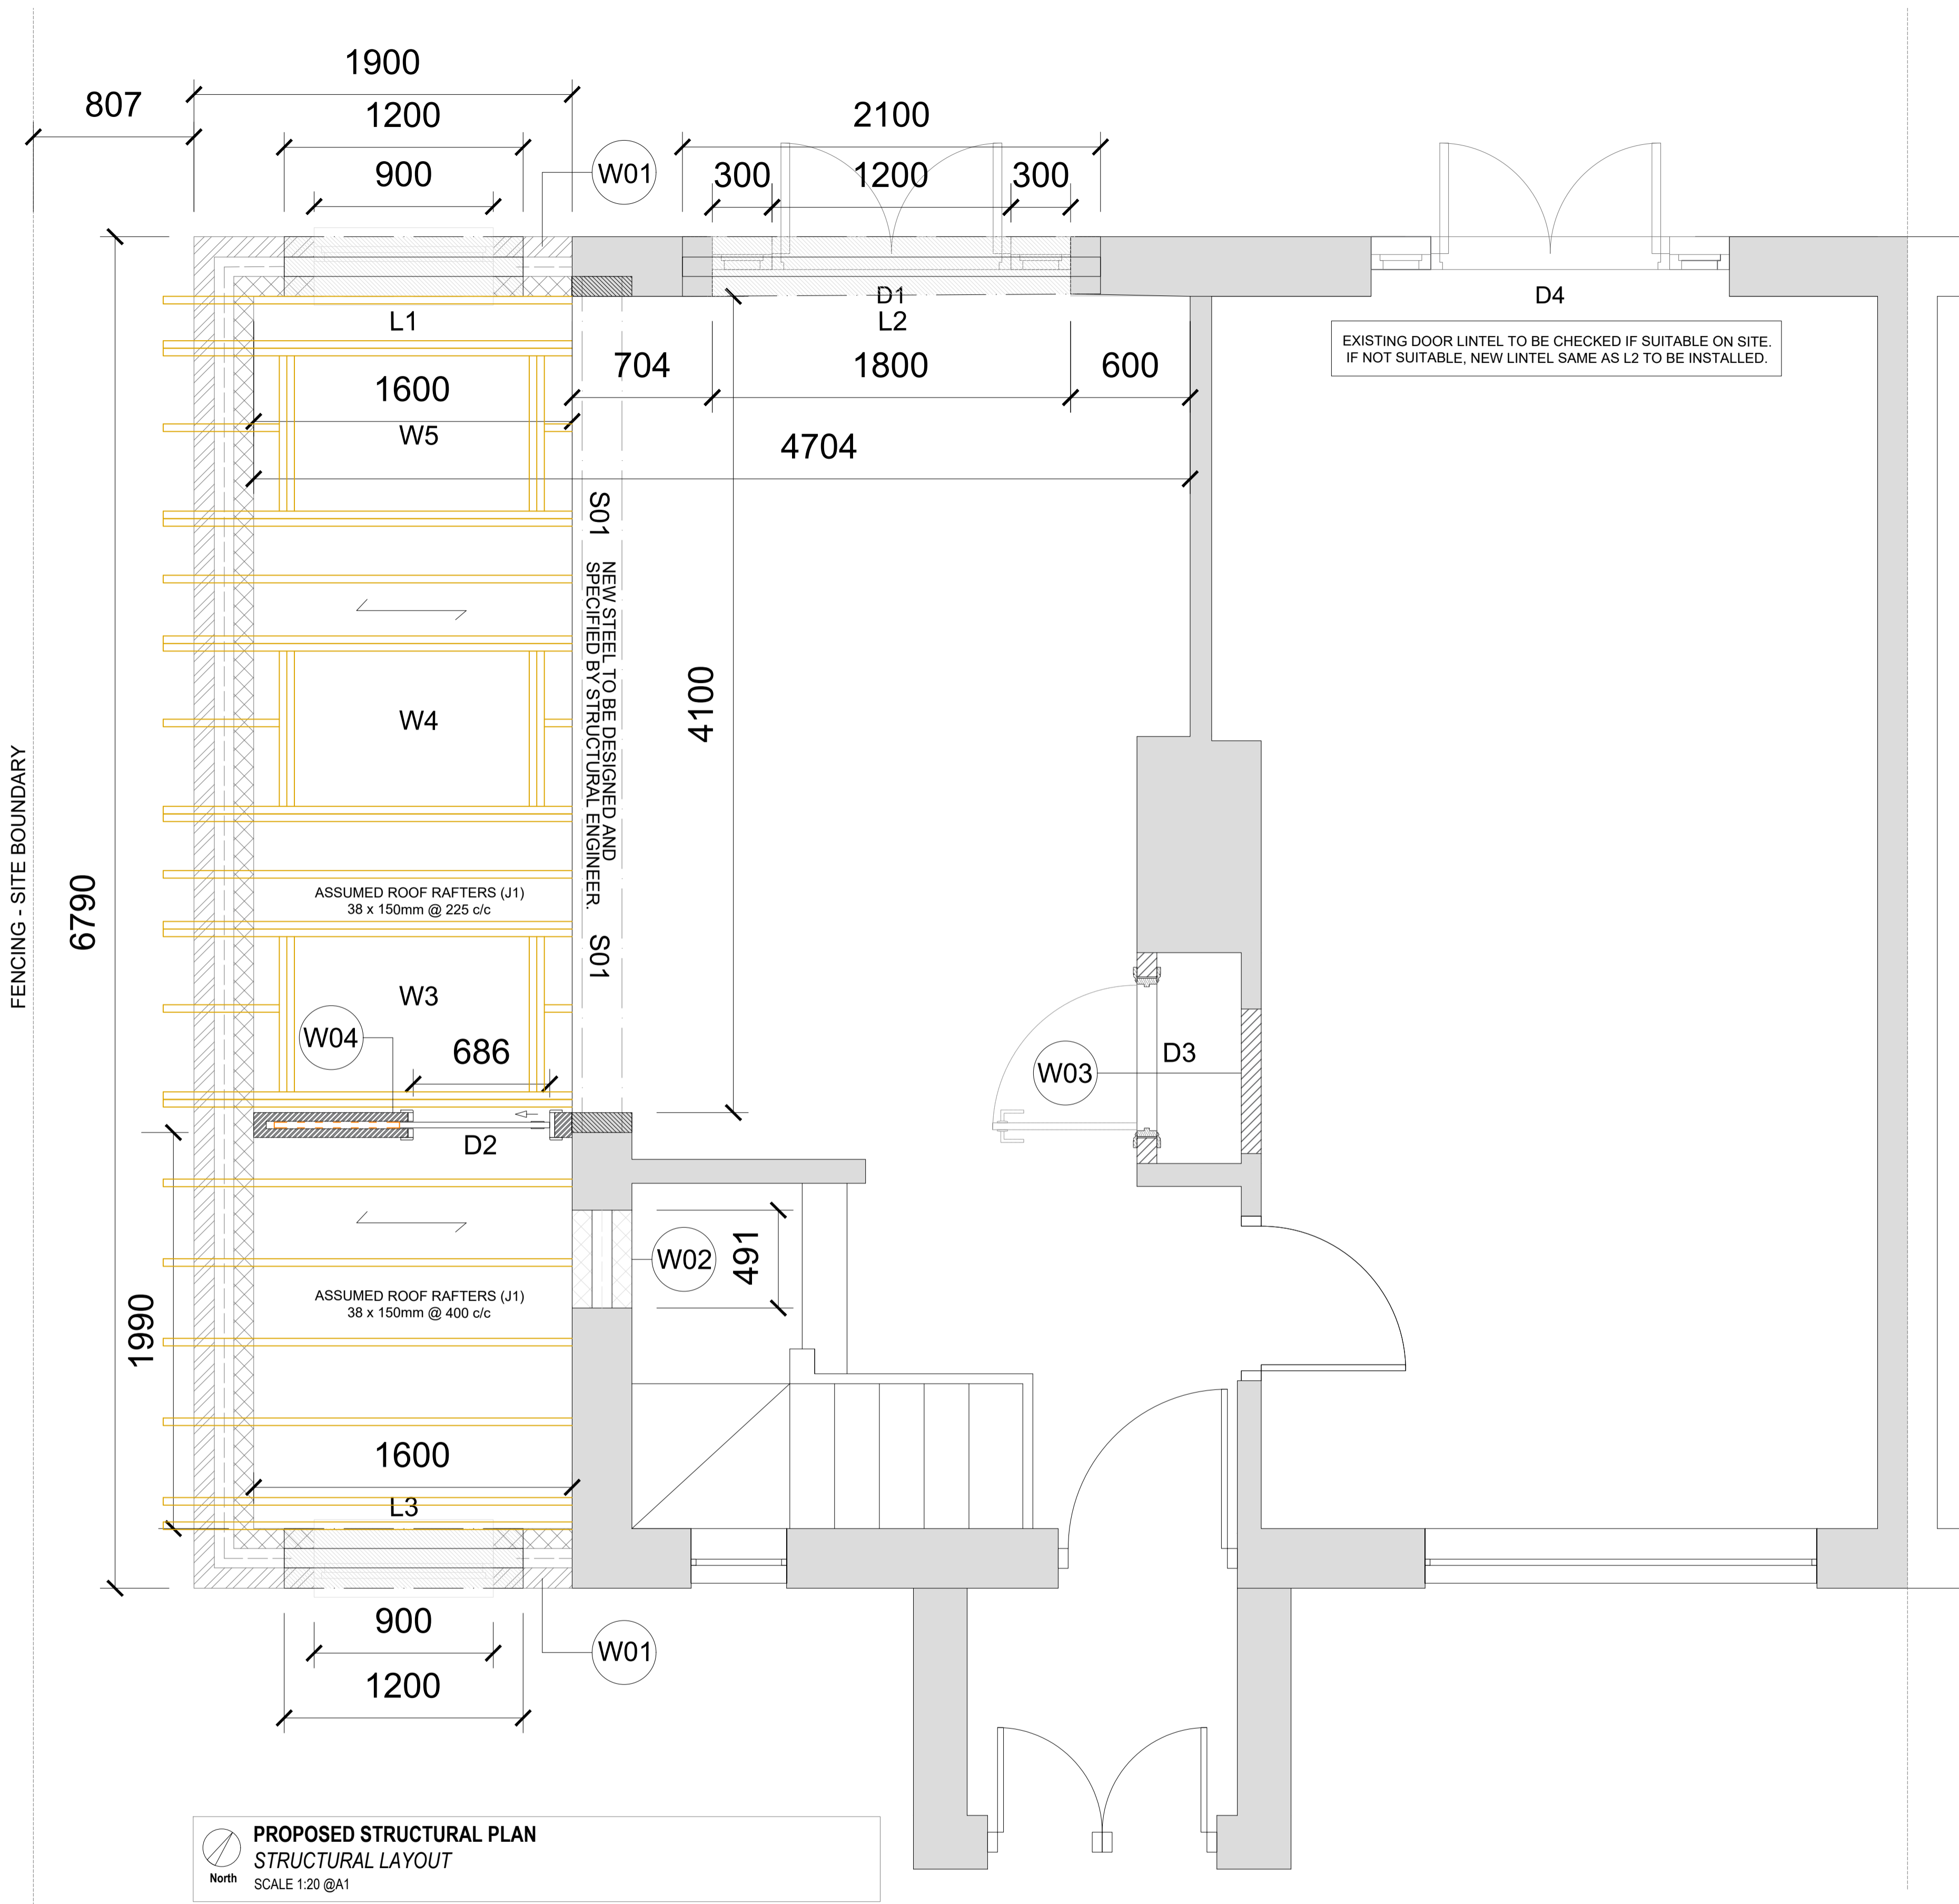 1900
807
1200
2100
900
W01
300
1200
300
D1
L2
D4
L1
EXISTING DOOR LINTEL TO BE CHECKED IF SUITABLE ON SITE.
IF NOT SUITABLE, NEW LINTEL SAME AS L2 TO BE INSTALLED.
704
1800
600
1600
W5
4704
S01
NEW STEEL TO BE DESIGNED AND
SPECIFIED BY STRUCTURAL ENGINEER.
S01
4100
W4
FENCING - SITE BOUNDARY
6790
ASSUMED ROOF RAFTERS (J1)
38 x 150mm @ 225 c/c
W3
W04
686
D3
W03
D2
W02
491
1990
ASSUMED ROOF RAFTERS (J1)
38 x 150mm @ 400 c/c
1600
L3
900
W01
1200
PROPOSED STRUCTURAL PLAN
STRUCTURAL LAYOUT
North
SCALE 1:20 @A1